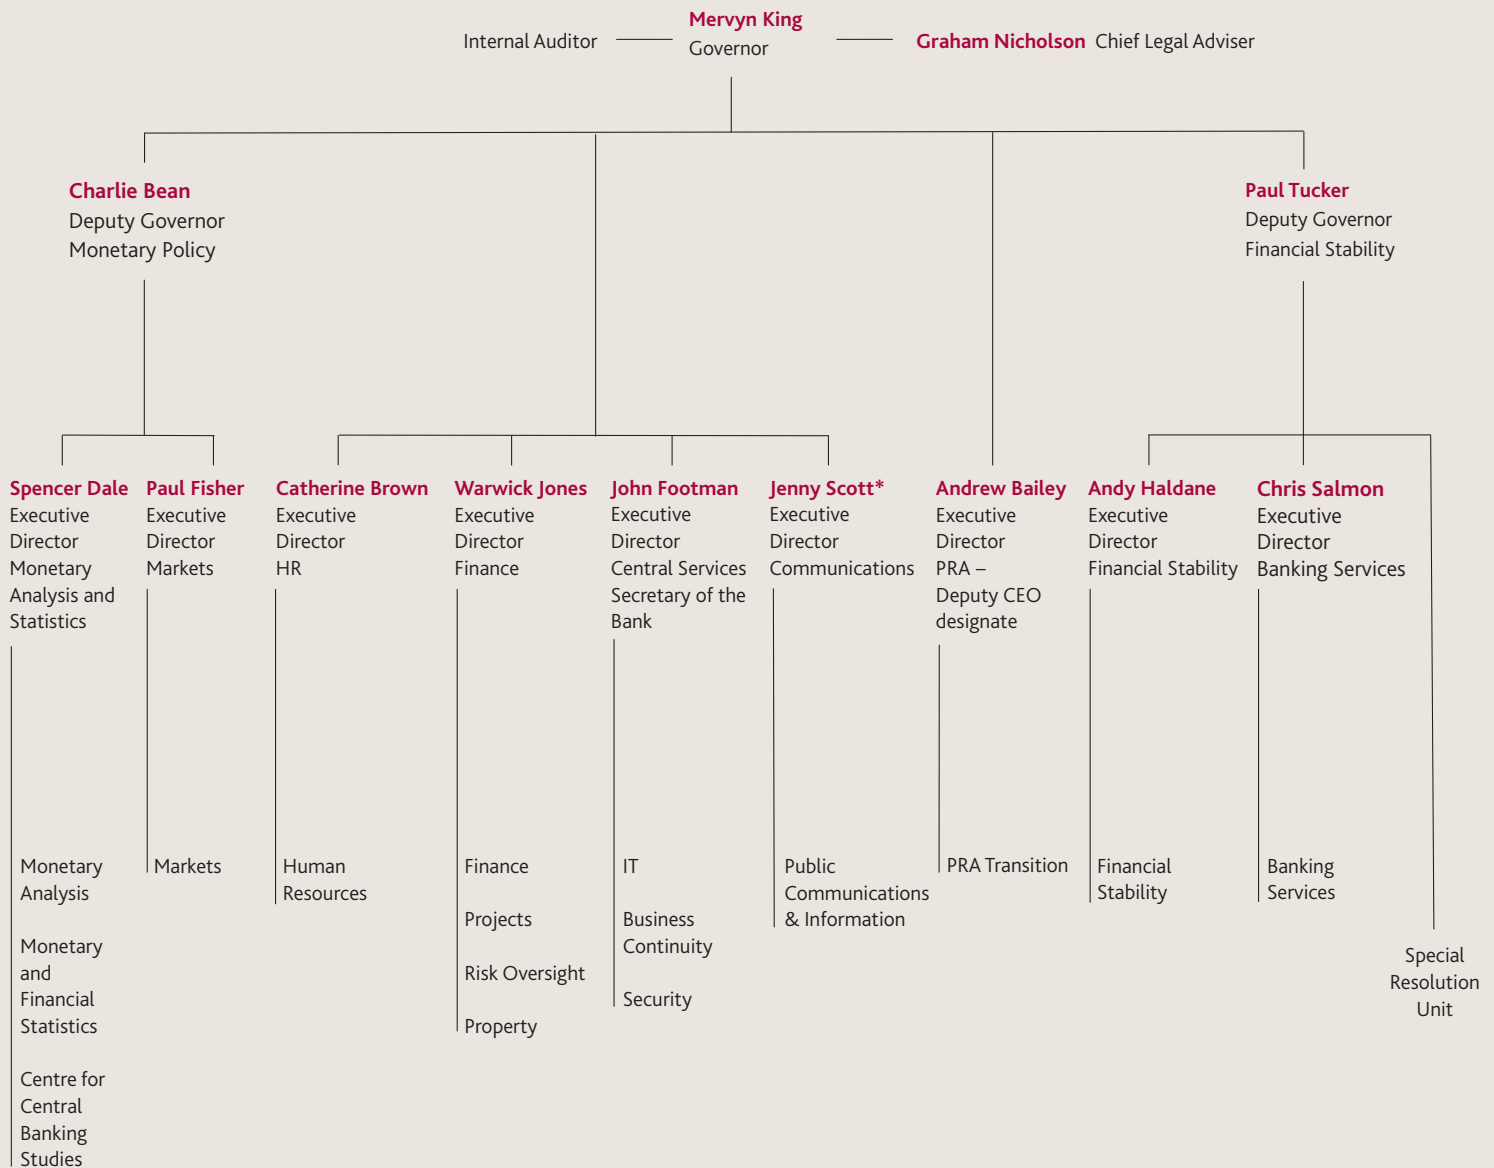 Mervyn King
Governor
Internal Auditor
Graham Nicholson Chief Legal Adviser
Charlie Bean
Deputy Governor
Monetary Policy
Paul Tucker
Deputy Governor
Financial Stability
Spencer Dale
Executive
Director
Monetary
Analysis and
Statistics
Paul Fisher
Executive
Director
Markets
Catherine Brown
Executive
Director
HR
Warwick Jones
Executive
Director
Finance
John Footman
Executive
Director
Central Services
Secretary of the
Bank
Jenny Scott*
Executive
Director
Communications
Andrew Bailey
Executive
Director
PRA –
Deputy CEO
designate
Andy Haldane
Executive
Director
Financial Stability
Chris Salmon
Executive
Director
Banking Services
Monetary
Analysis
Monetary
and
Financial
Statistics
Centre for
Central
Banking
Studies
Markets
Human
Resources
Finance
Projects
Risk Oversight
Property
IT
Business
Continuity
Security
Public
Communications
& Information
PRA Transition
Financial
Stability
Banking
Services
Special
Resolution
Unit